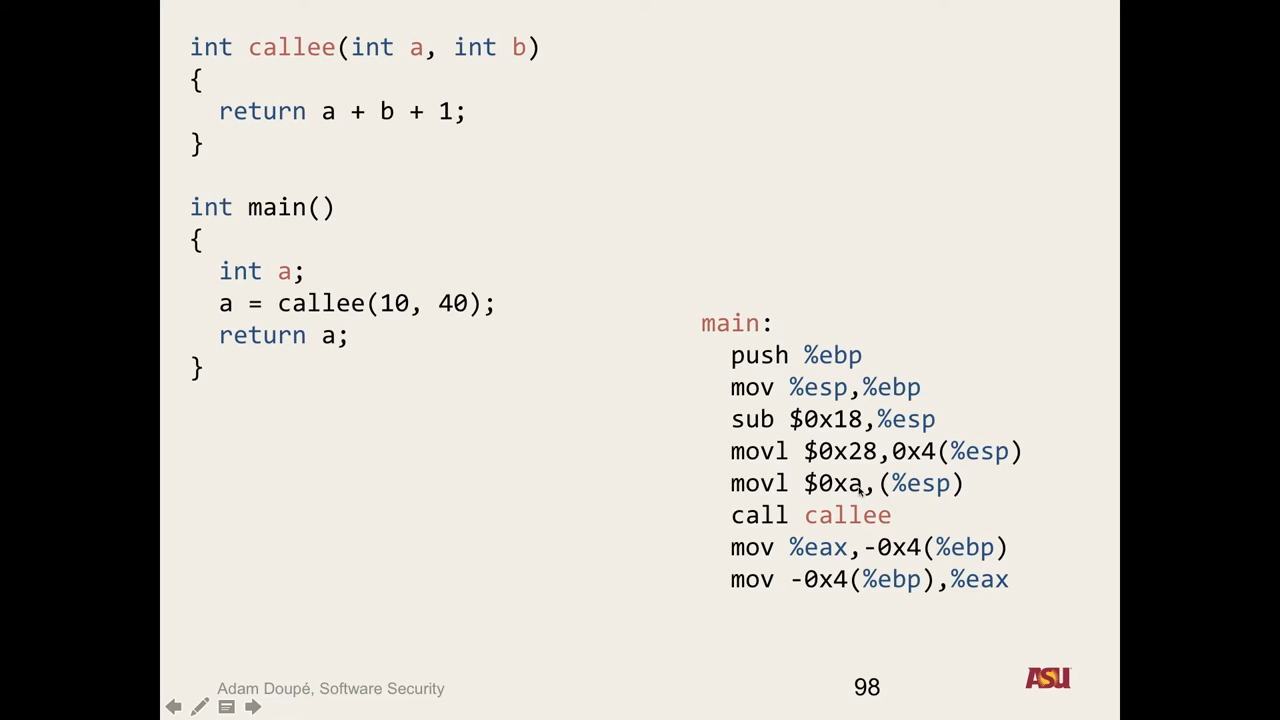 int callee(int a, int b)
{
  return a + b + 1;
}
int main()
{
  int a;
  a = callee(10, 40);
  return a;
}
main:
  push %ebp
  mov %esp,%ebp
  sub $0x18,%esp
  movl $0x28,0x4(%esp)
  movl $0xa,(%esp)
  call callee
  mov %eax,-0x4(%ebp)
  mov -0x4(%ebp),%eax
Adam Doupé, Software Security
98
ASU